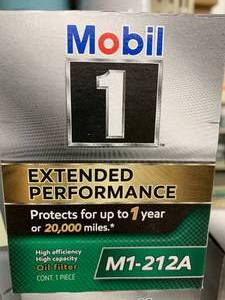 Mobil
1
EXTENDED
PERFORMANCE
Protects for up to 1 year
or 20,000 miles.*
High efficiency
High capacity
Oil filter
CONT. 1 PIECE
M1-212A